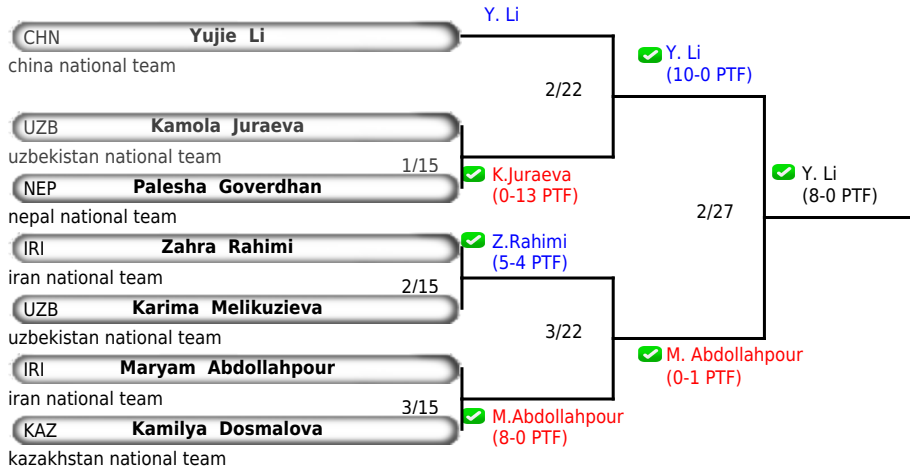 Y. Li
CHN Yujie Li
china national team
Y. Li
(10-0 PTF)
2/22
UZB Kamola Juraeva
uzbekistan national team
1/15
K.Juraeva
(0-13 PTF)
NEP Palesha Goverdhan
nepal national team
Y. Li
(8-0 PTF)
2/27
IRI Zahra Rahimi
iran national team
Z.Rahimi
(5-4 PTF)
2/15
UZB Karima Melikuzieva
uzbekistan national team
3/22
IRI Maryam Abdollahpour
iran national team
M. Abdollahpour
(0-1 PTF)
3/15
M.Abdollahpour
(8-0 PTF)
KAZ Kamilya Dosmalova
kazakhstan national team